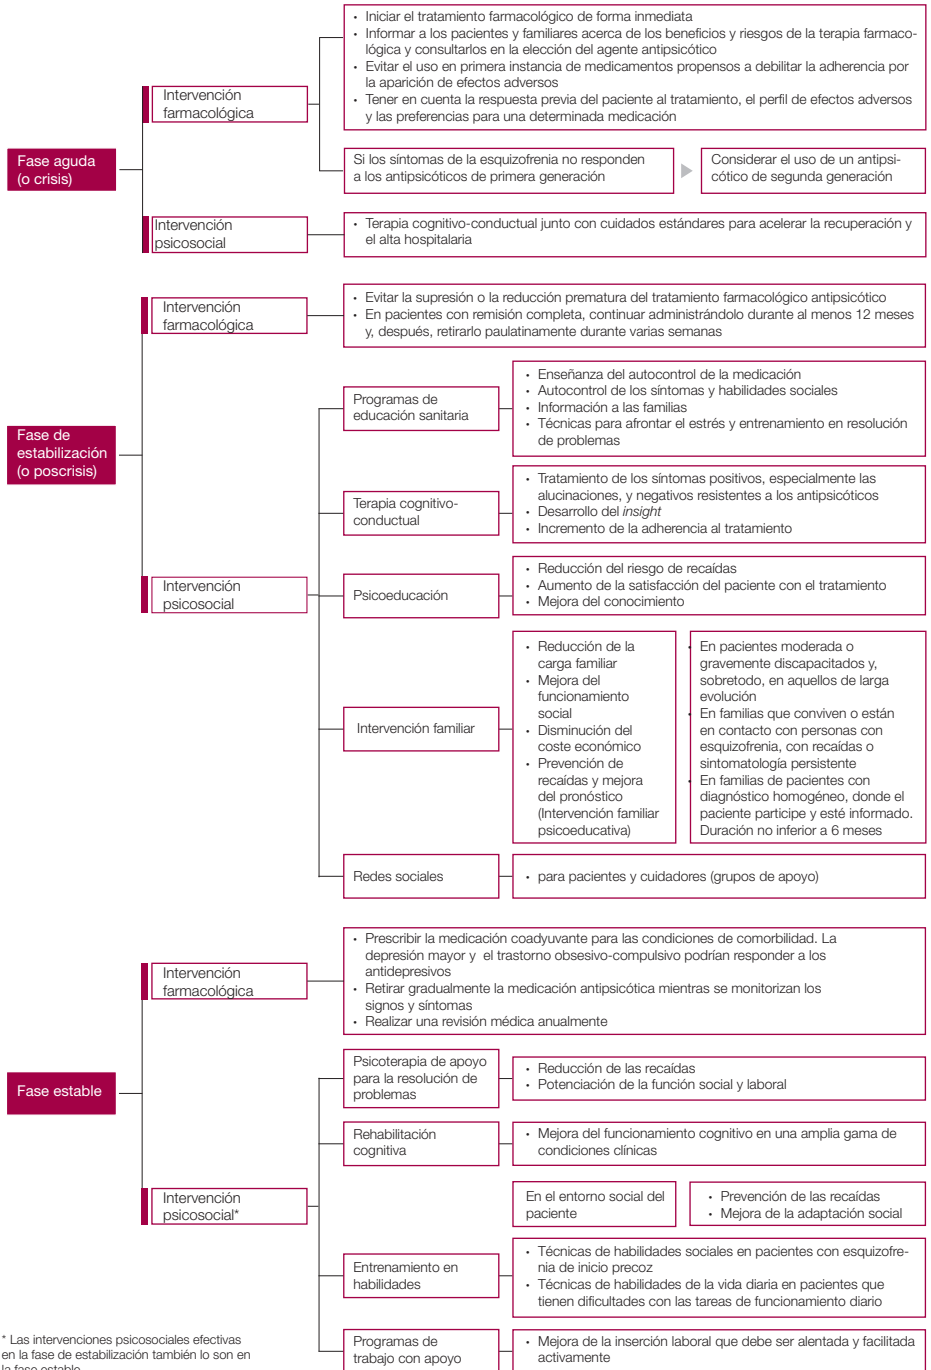 • Iniciar el tratamiento farmacológico de forma inmediata
• Informar a los pacientes y familiares acerca de los beneficios y riesgos de la terapia farmaco-
lógica y consultarlos en la elección del agente antipsicótico
• Evitar el uso en primera instancia de medicamentos propensos a debilitar la adherencia por
la aparición de efectos adversos
• Tener en cuenta la respuesta previa del paciente al tratamiento, el perfil de efectos adversos
y las preferencias para una determinada medicación
Intervención
farmacológica
Fase aguda
(o crisis)
Si los síntomas de la esquizofrenia no responden
a los antipsicóticos de primera generación
Considerar el uso de un antipsi-
cótico de segunda generación
Intervención
psicosocial
• Terapia cognitivo-conductual junto con cuidados estándares para acelerar la recuperación y
el alta hospitalaria
Intervención
farmacológica
• Evitar la supresión o la reducción prematura del tratamiento farmacológico antipsicótico
• En pacientes con remisión completa, continuar administrándolo durante al menos 12 meses
y, después, retirarlo paulatinamente durante varias semanas
Fase de
estabilización
(o poscrisis)
Programas de
educación sanitaria
• Enseñanza del autocontrol de la medicación
• Autocontrol de los síntomas y habilidades sociales
• Información a las familias
• Técnicas para afrontar el estrés y entrenamiento en resolución
de problemas
Terapia cognitivo-
conductual
• Tratamiento de los síntomas positivos, especialmente las
alucinaciones, y negativos resistentes a los antipsicóticos
• Desarrollo del insight
• Incremento de la adherencia al tratamiento
Intervención
psicosocial
Psicoeducación
• Reducción del riesgo de recaídas
• Aumento de la satisfacción del paciente con el tratamiento
• Mejora del conocimiento
Intervención familiar
• Reducción de la
carga familiar
• Mejora del
funcionamiento
social
• Disminución del
coste económico
• Prevención de
recaídas y mejora
del pronóstico
(Intervención familiar
psicoeducativa)
• En pacientes moderada o
gravemente discapacitados y,
sobretodo, en aquellos de larga
evolución
• En familias que conviven o están
en contacto con personas con
esquizofrenia, con recaídas o
sintomatología persistente
• En familias de pacientes con
diagnóstico homogéneo, donde el
paciente participe y esté informado.
Duración no inferior a 6 meses
Redes sociales
• para pacientes y cuidadores (grupos de apoyo)
Intervención
farmacológica
• Prescribir la medicación coadyuvante para las condiciones de comorbilidad. La
depresión mayor y el trastorno obsesivo-compulsivo podrían responder a los
antidepresivos
• Retirar gradualmente la medicación antipsicótica mientras se monitorizan los
signos y síntomas
• Realizar una revisión médica anualmente
Fase estable
Psicoterapia de apoyo
para la resolución de
problemas
• Reducción de las recaídas
• Potenciación de la función social y laboral
Rehabilitación
cognitiva
• Mejora del funcionamiento cognitivo en una amplia gama de
condiciones clínicas
Intervención
psicosocial*
En el entorno social del
paciente
• Prevención de las recaídas
• Mejora de la adaptación social
Entrenamiento en
habilidades
• Técnicas de habilidades sociales en pacientes con esquizofre-
nia de inicio precoz
• Técnicas de habilidades de la vida diaria en pacientes que
tienen dificultades con las tareas de funcionamiento diario
Programas de
trabajo con apoyo
• Mejora de la inserción laboral que debe ser alentada y facilitada
activamente
* Las intervenciones psicosociales efectivas
en la fase de estabilización también lo son en
la fase estable